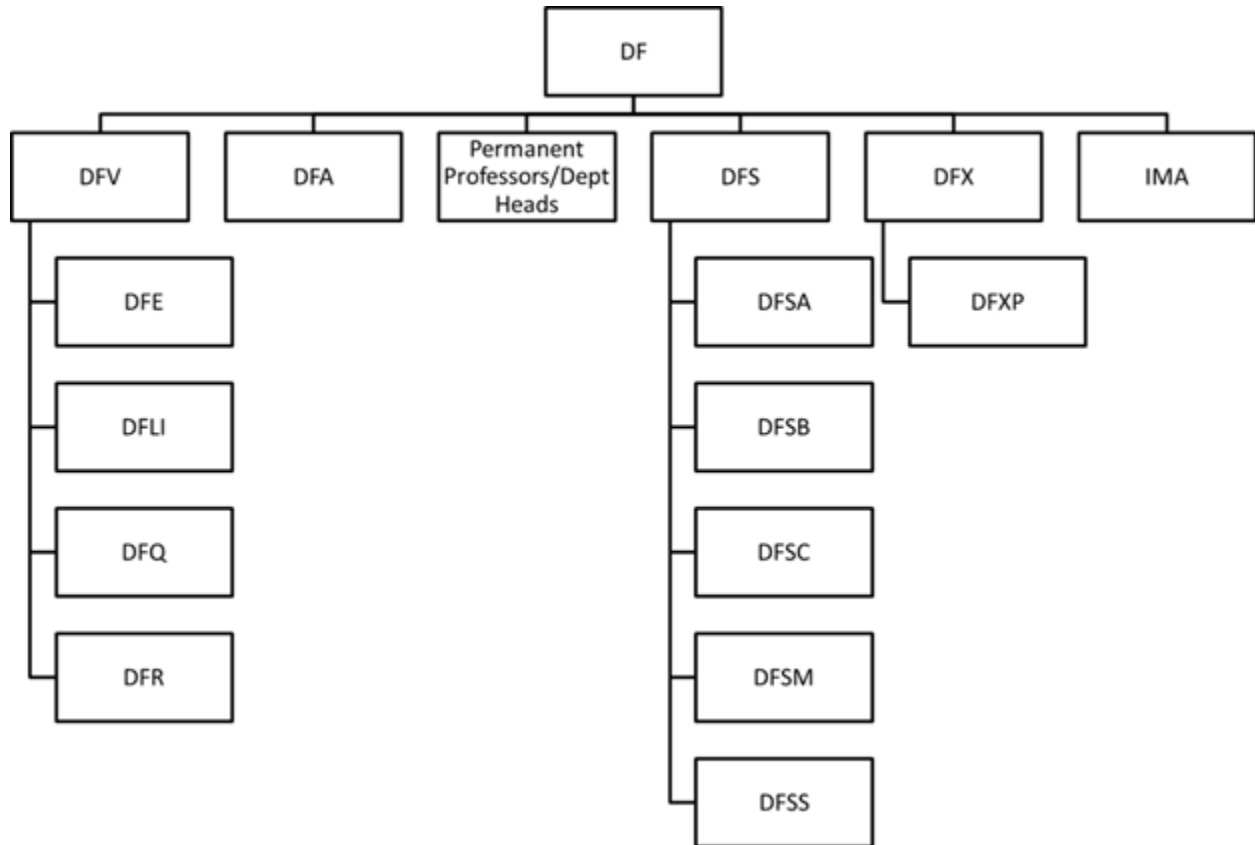 DF
DFV
DFA
Permanent
Professors/Dept
Heads
DFS
DFX
IMA
DFE
DFSA
DFXP
DFLI
DFSB
DFQ
DFSC
DFR
DFSM
DFSS